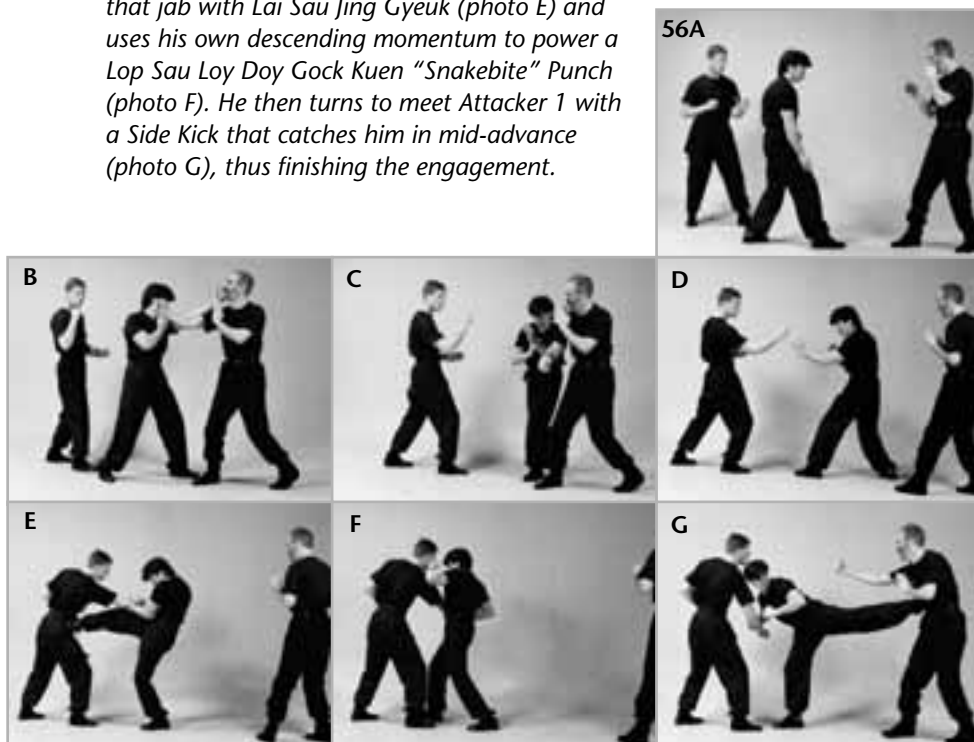 that jab with Lai Sau Jing Gyeuk (photo E) and
uses his own descending momentum to power a
Lop Sau Loy Doy Gock Kuen “Snakebite” Punch
(photo F). He then turns to meet Attacker 1 with
a Side Kick that catches him in mid-advance
(photo G), thus finishing the engagement.
56A
B
C
D
E
F
G